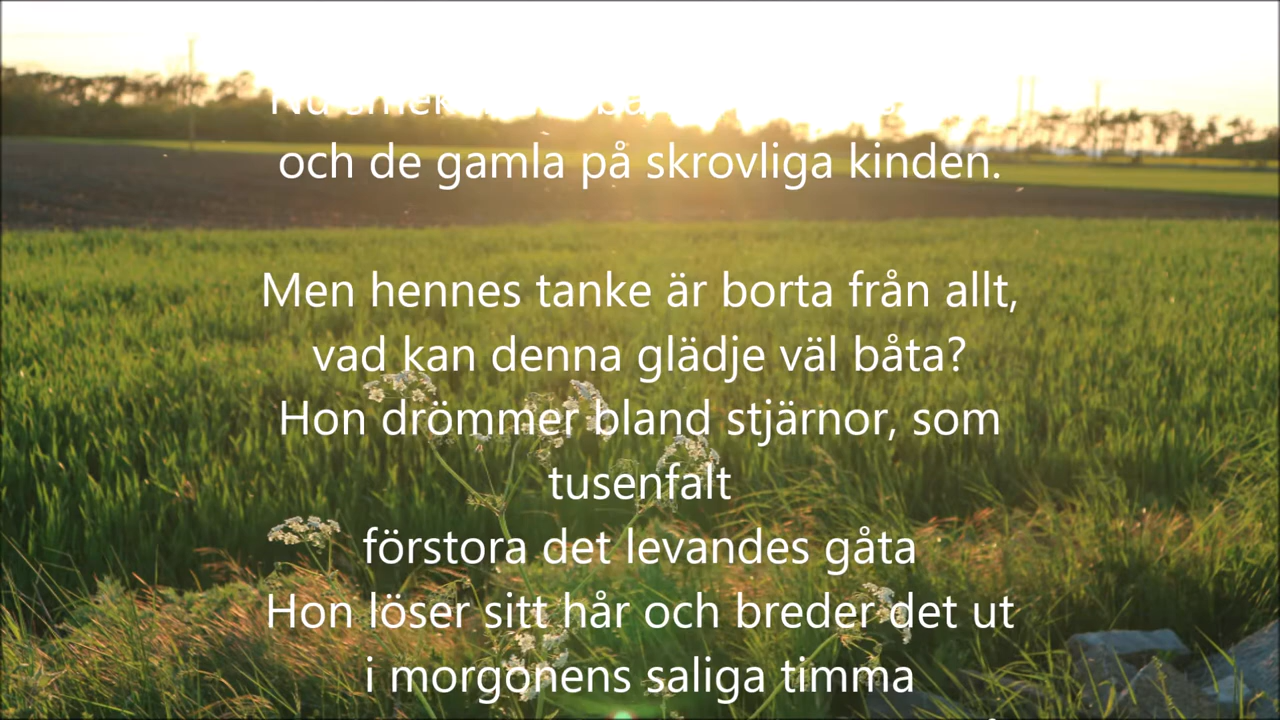 Nu
och de gamla på skrovliga kinden.
Men hennes tanke är borta från allt,
vad kan denna glädje väl båta?
Hon drömmer bland stjärnor, som
tusenfalt
förstora det levandes gåta
Hon löser sitt hår och breder det ut
i morgonens saliga timma